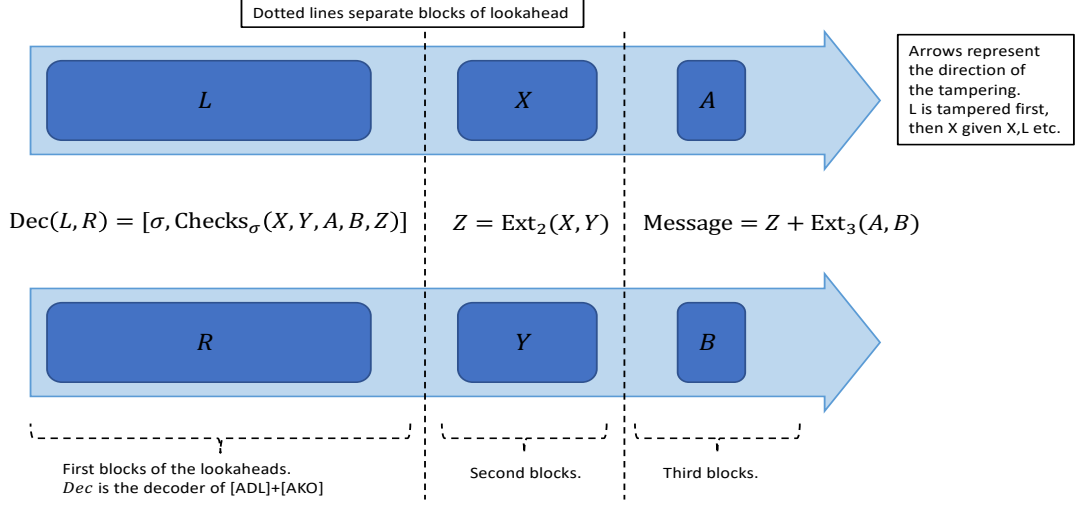 Dotted lines separate blocks of lookahead
L
X
A
Arrows represent
the direction of
the tampering.
L is tampered first,
then X given X,L etc.
Dec(L, R) = [σ, Checks_σ(X, Y, A, B, Z)]
Z = Ext₂(X, Y)
Message = Z + Ext₃(A, B)
R
Y
B
First blocks of the lookaheads.
Dec is the decoder of [ADL]+[AKO]
Second blocks.
Third blocks.